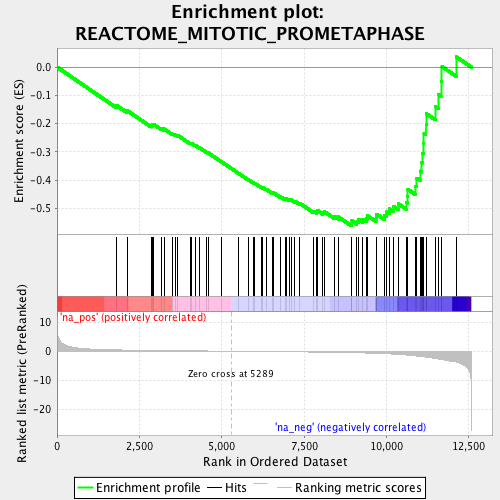 Enrichment plot:
REACTOME_MITOTIC_PROMETAPHASE
Enrichment score (ES)
0.0
-0.1
-0.2
-0.3
-0.4
-0.5
'na_pos' (positively correlated)
Ranked list metric (PreRanked)
10
5
0
-5
-10
-15
-20
Zero cross at 5289
'na_neg' (negatively correlated)
0
2,500
5,000
7,500
10,000
12,500
Rank in Ordered Dataset
Enrichment profile
Hits
Ranking metric scores